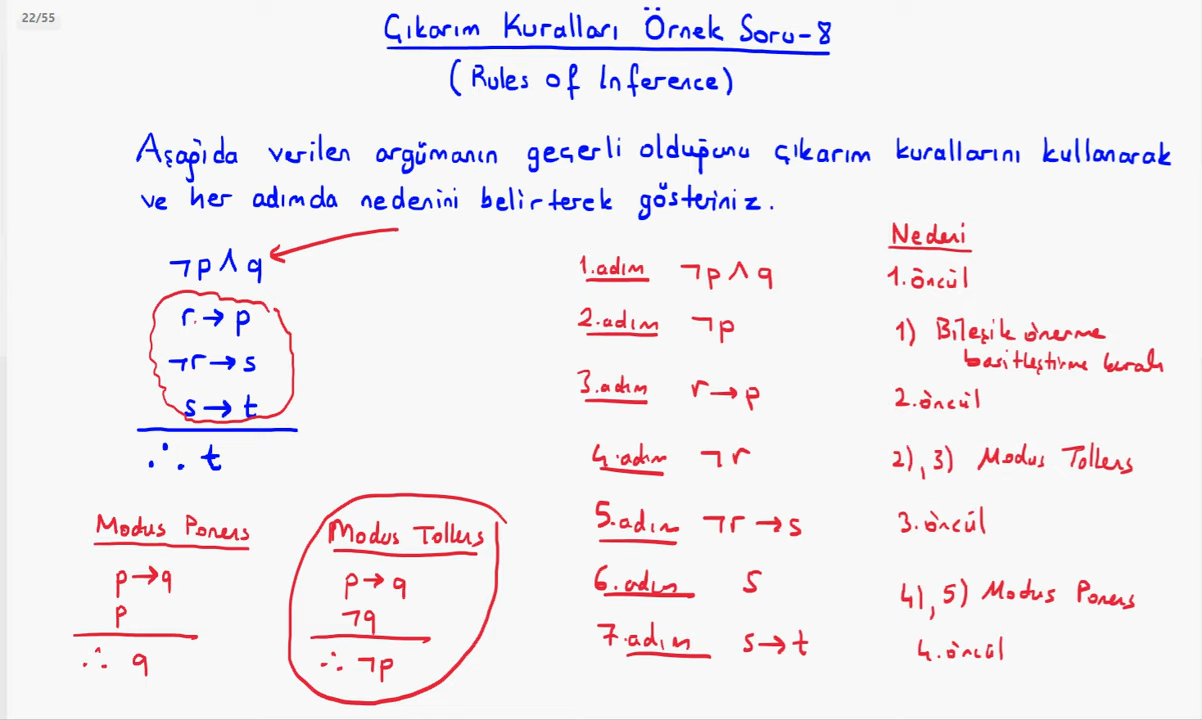 22/55
Çıkarım Kuralları Örnek Soru-8
(Rules of Inference)
Aşağıda verilen argümanın geçerli olduğunu çıkarım kurallarını kullanarak
ve her adımda nedenini belirterek gösteriniz.
¬p ∧ q
r → p
¬r → s
s → t
∴ t
Modus Ponens
p → q
p
∴ q
Modus Tollens
p → q
¬q
∴ ¬p
Nedeni
1.adım ¬p ∧ q 1.öncül
2.adım ¬p 1) Bileşik önerme
basitleştirme kuralı
3.adım r → p 2.öncül
4.adım ¬r 2),3) Modus Tollens
5.adım ¬r → s 3.öncül
6.adım s 4),5) Modus Ponens
7.adım s → t 4.öncül